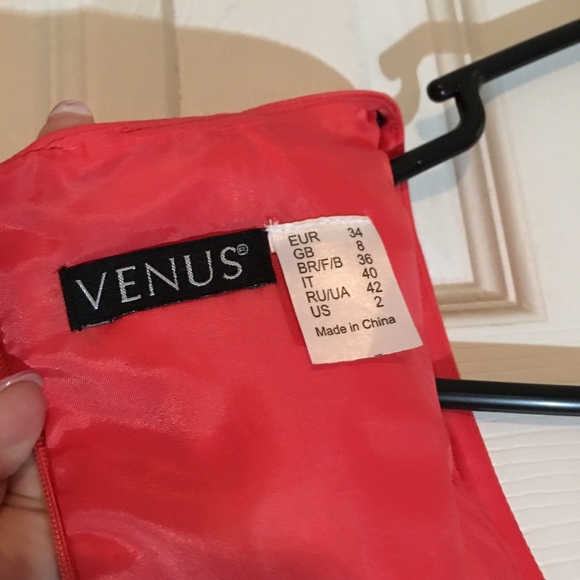 VENUS®
EUR 34
GB 8
BR/F/B 36
IT 40
RU/UA 42
US 2
Made in China